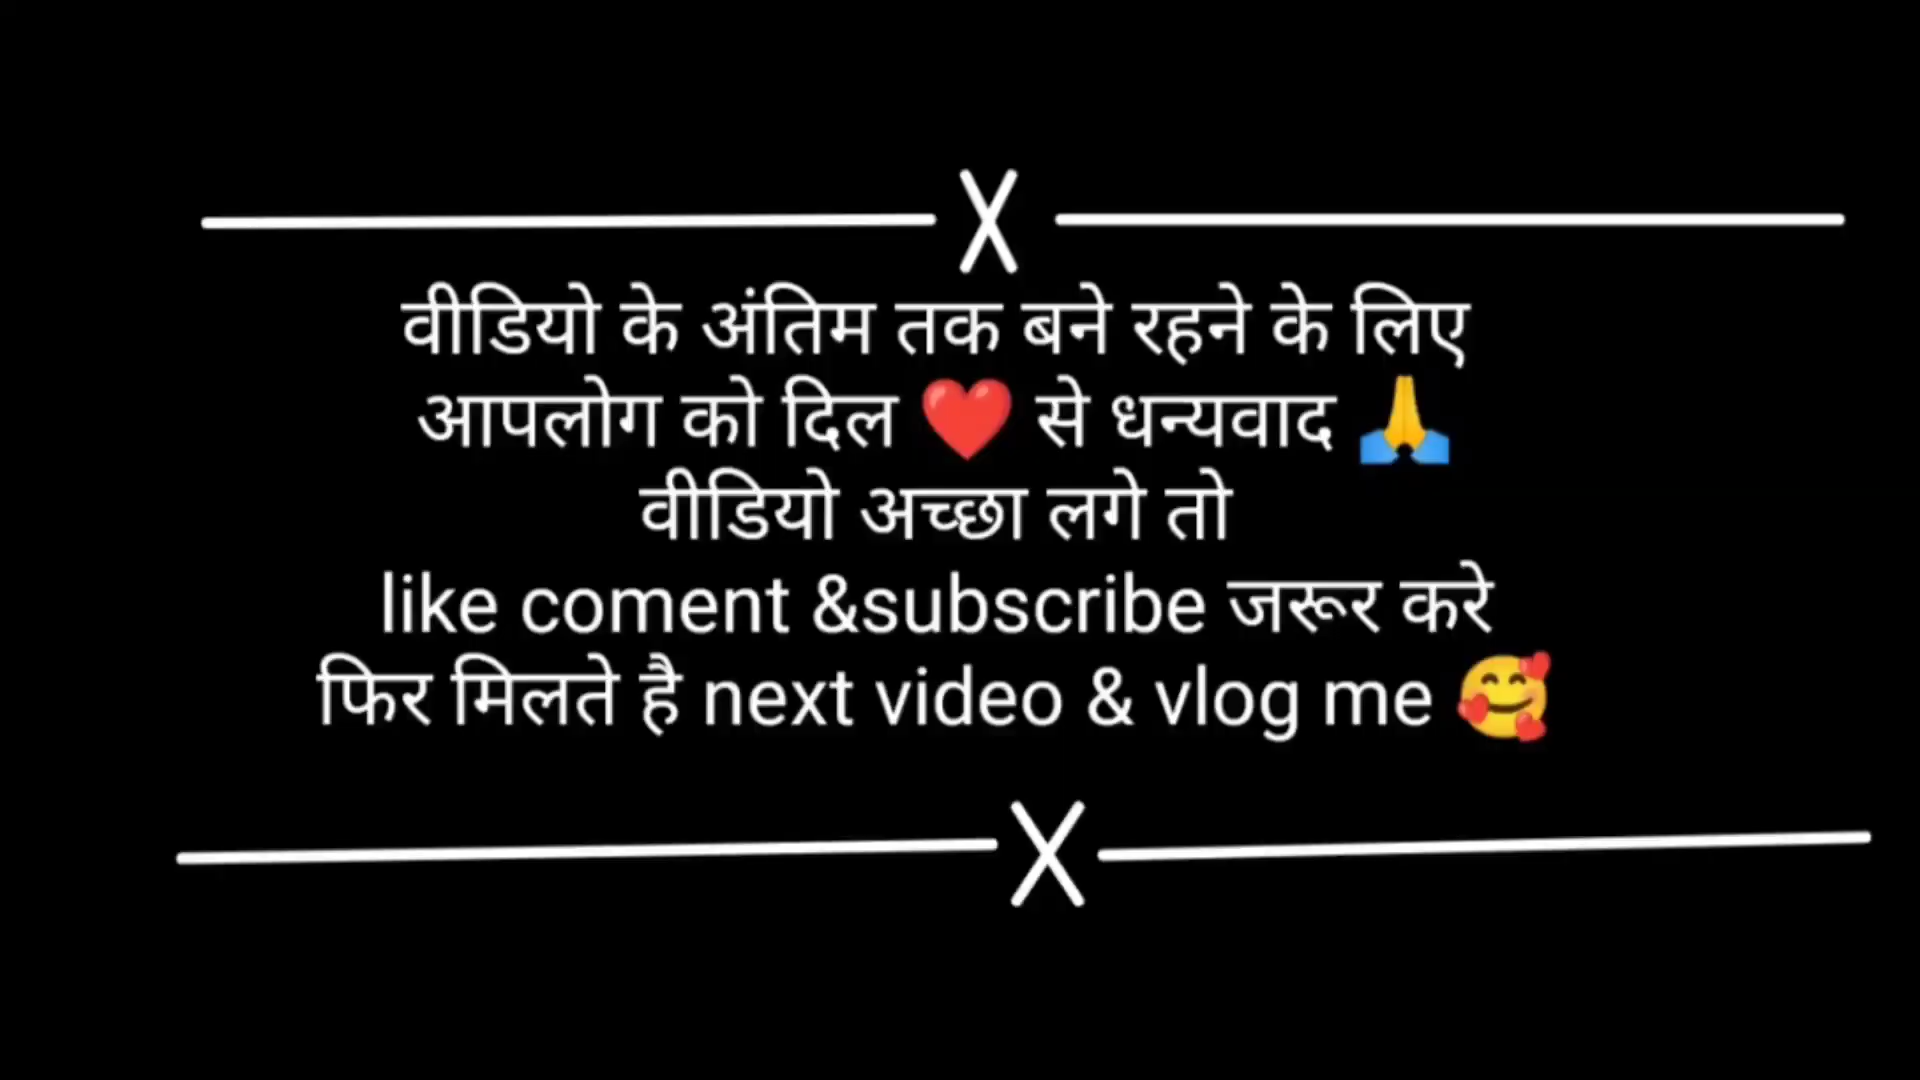 X
वीडियो के अंतिम तक बने रहने के लिए
आपलोग को दिल ❤️ से धन्यवाद 🙏
वीडियो अच्छा लगे तो
like coment &subscribe जरूर करे
फिर मिलते है next video & vlog me 🥰
X